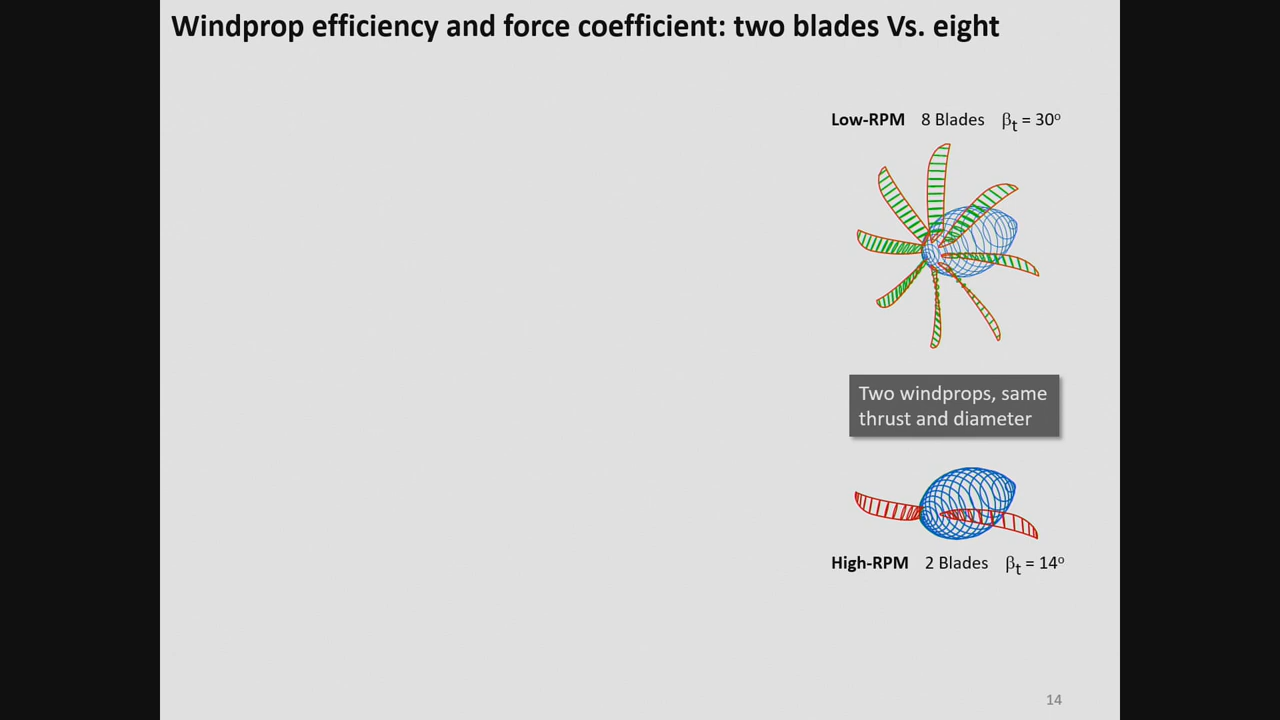 Windprop efficiency and force coefficient: two blades Vs. eight
Low-RPM 8 Blades βt = 30º
Two windprops, same
thrust and diameter
High-RPM 2 Blades βt = 14º
14